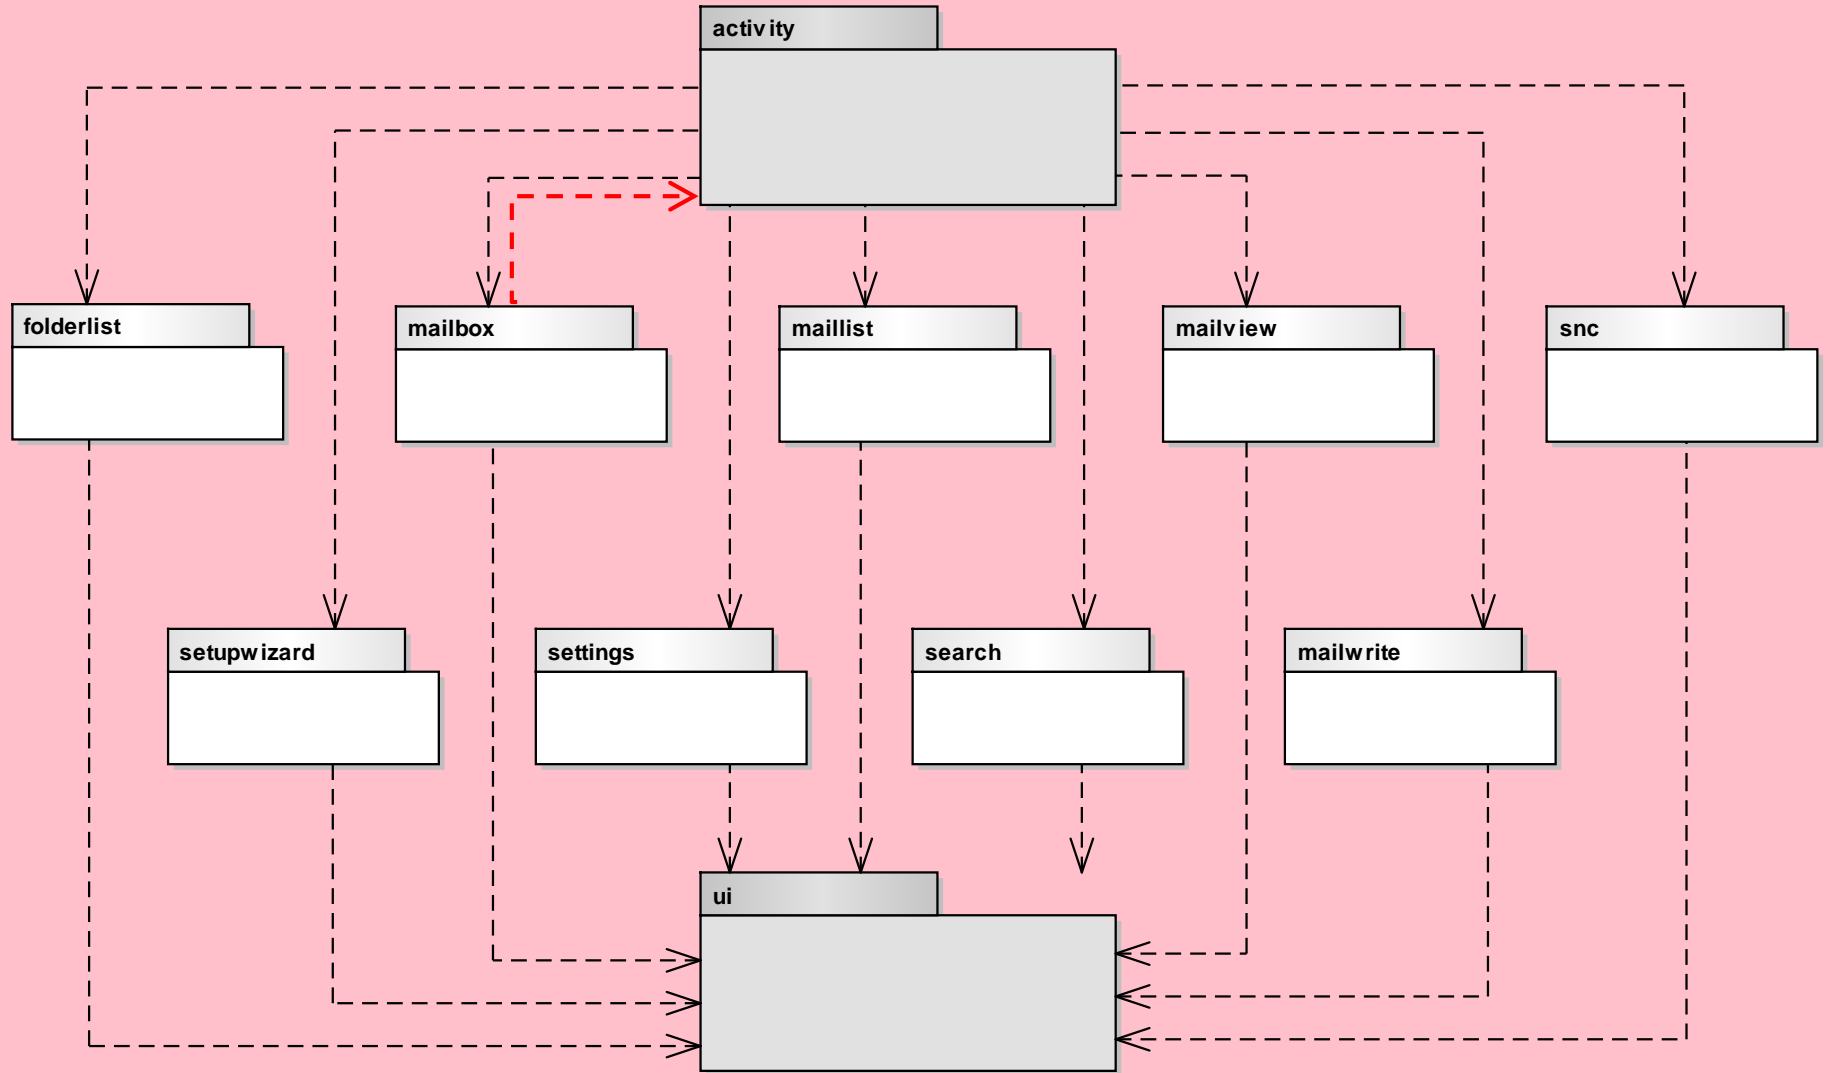 activity
folderlist
mailbox
maillist
mailview
snc
setupwizard
settings
search
mailwrite
ui